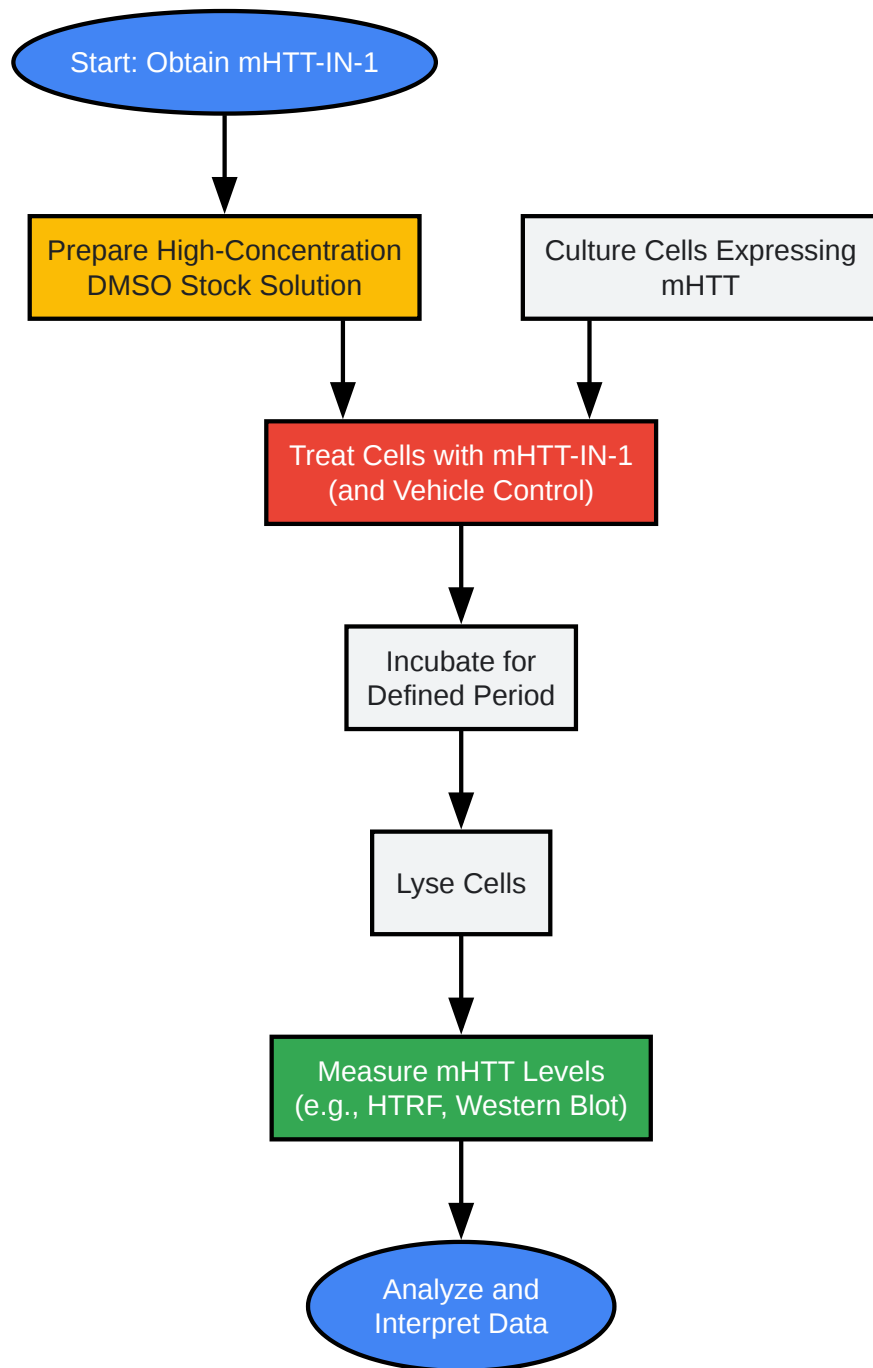 Start: Obtain mHTT-IN-1
Prepare High-Concentration
DMSO Stock Solution
Culture Cells Expressing
mHTT
Treat Cells with mHTT-IN-1
(and Vehicle Control)
Incubate for
Defined Period
Lyse Cells
Measure mHTT Levels
(e.g., HTRF, Western Blot)
Analyze and
Interpret Data